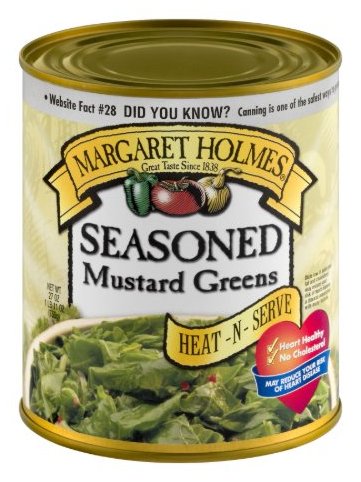 • Website Fact #28 DID YOU KNOW? Canning is one of the safest ways
MARGARET HOLMES®
Great Taste Since 1838
SEASONED
Mustard Greens
NET WT
27 OZ
HEAT-N-SERVE
Heart Healthy
No Cholesterol
MAY REDUCE YOUR RISK
OF HEART DISEASE